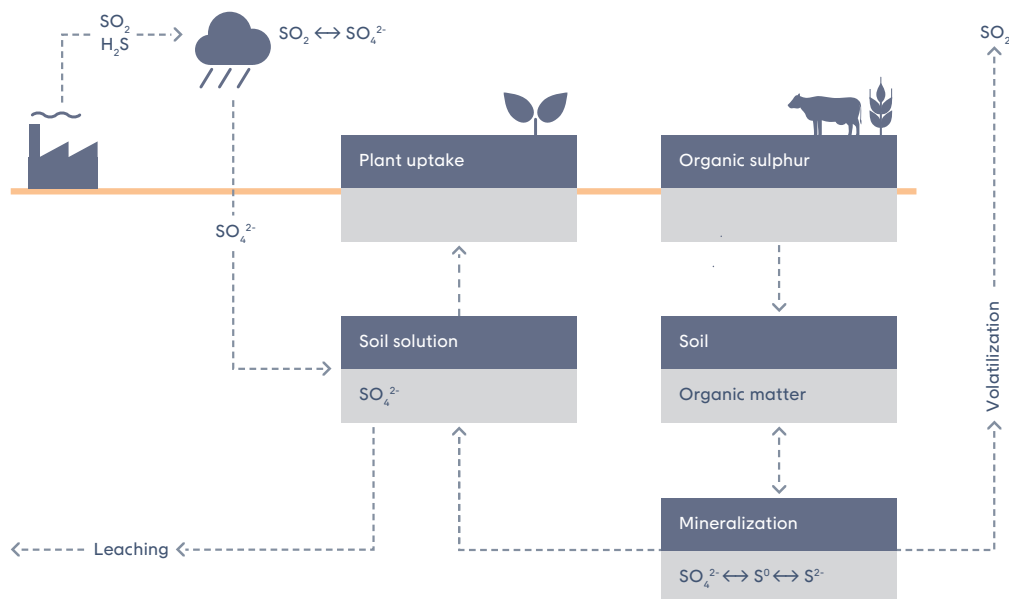 SO₂
H₂S
SO₂ ⟷ SO₄²⁻
SO₂
Plant uptake
Organic sulphur
SO₄²⁻
Soil solution
SO₄²⁻
Soil
Organic matter
Volatilization
Leaching
Mineralization
SO₄²⁻ ⟷ S⁰ ⟷ S²⁻